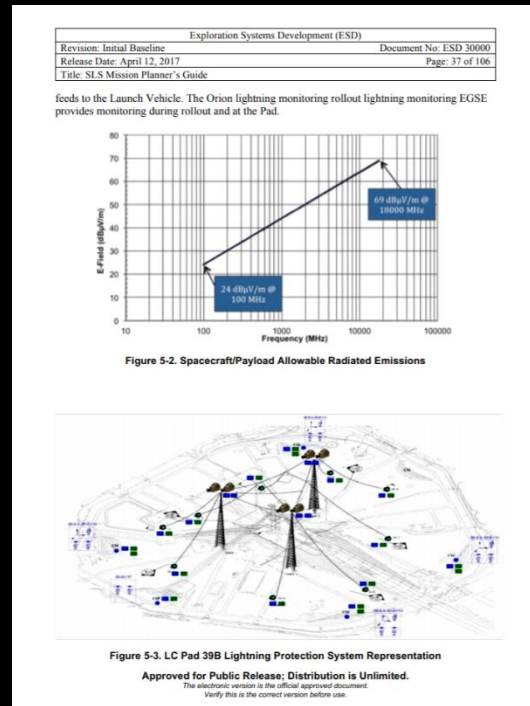 Exploration Systems Development (ESD)
Revision: Initial Baseline Document No: ESD 30000
Release Date: April 12, 2017 Page: 37 of 106
Title: SLS Mission Planner's Guide
feeds to the Launch Vehicle. The Orion lightning monitoring rollout lightning monitoring EGSE
provides monitoring during rollout and at the Pad.
80
70
60
50
40
30
20
10
0
E-Field (dBµV/m)
69 dBµV/m @
18000 MHz
24 dBµV/m @
100 MHz
10 100 1000 10000 100000
Frequency (MHz)
Figure 5-2. Spacecraft/Payload Allowable Radiated Emissions
Figure 5-3. LC Pad 39B Lightning Protection System Representation
Approved for Public Release; Distribution is Unlimited.
The electronic version is the official approved document.
Verify this is the correct version before use.